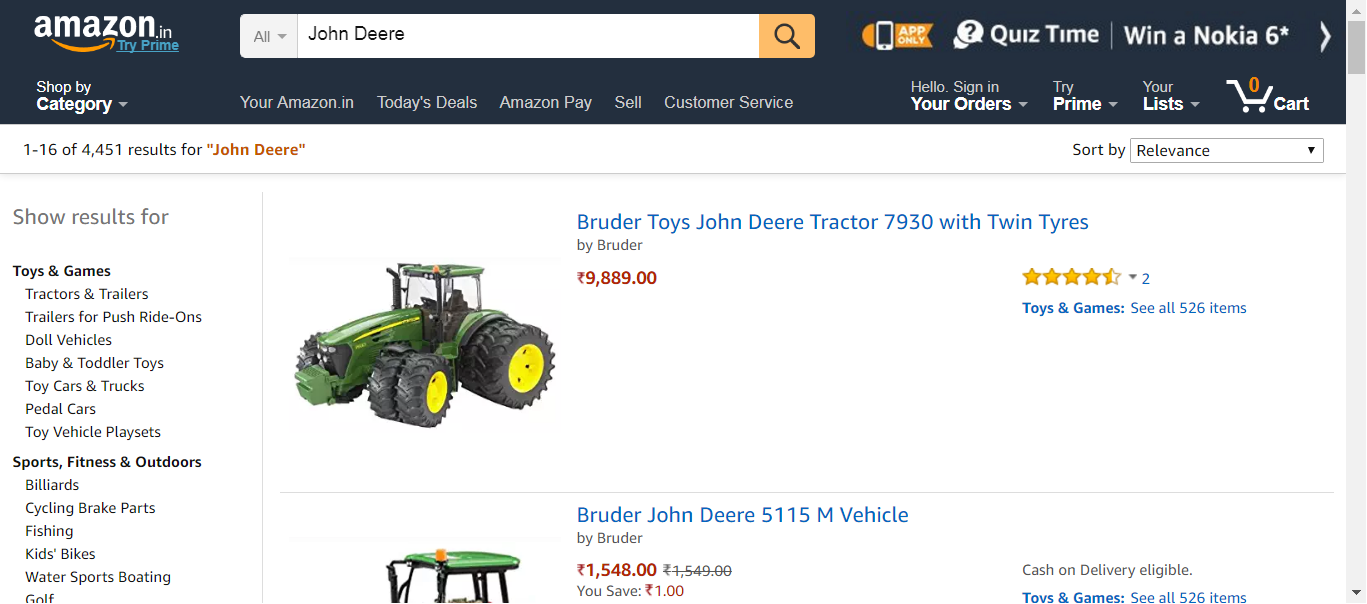 amazon.in
Try Prime
All
John Deere
APP ONLY
Quiz Time
Win a Nokia 6*
Shop by
Category
Your Amazon.in
Today's Deals
Amazon Pay
Sell
Customer Service
Hello. Sign in
Your Orders
Try
Prime
Your
Lists
0
Cart
1-16 of 4,451 results for "John Deere"
Sort by
Relevance
Show results for
Toys & Games
Tractors & Trailers
Trailers for Push Ride-Ons
Doll Vehicles
Baby & Toddler Toys
Toy Cars & Trucks
Pedal Cars
Toy Vehicle Playsets
Sports, Fitness & Outdoors
Billiards
Cycling Brake Parts
Fishing
Kids' Bikes
Water Sports Boating
Golf
Bruder Toys John Deere Tractor 7930 with Twin Tyres
by Bruder
₹9,889.00
2
Toys & Games: See all 526 items
Bruder John Deere 5115 M Vehicle
by Bruder
₹1,548.00 ₹1,549.00
You Save: ₹1.00
Cash on Delivery eligible.
Toys & Games: See all 526 items